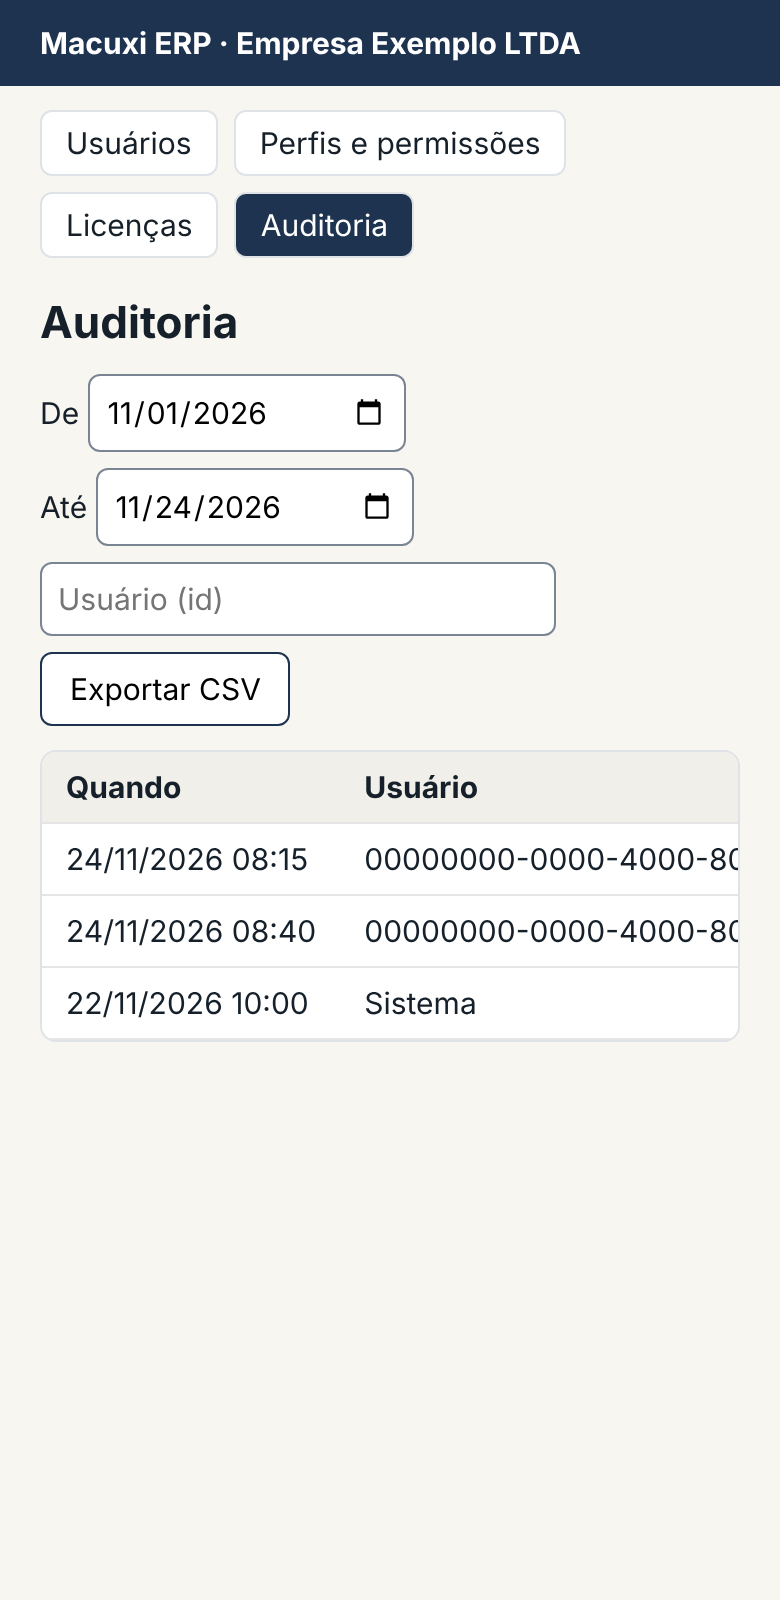 Macuxi ERP · Empresa Exemplo LTDA
Usuários Perfis e permissões
Licenças Auditoria
Auditoria
De 11/01/2026
Até 11/24/2026
Usuário (id)
Exportar CSV
Quando Usuário
24/11/2026 08:15 00000000-0000-4000-80
24/11/2026 08:40 00000000-0000-4000-80
22/11/2026 10:00 Sistema